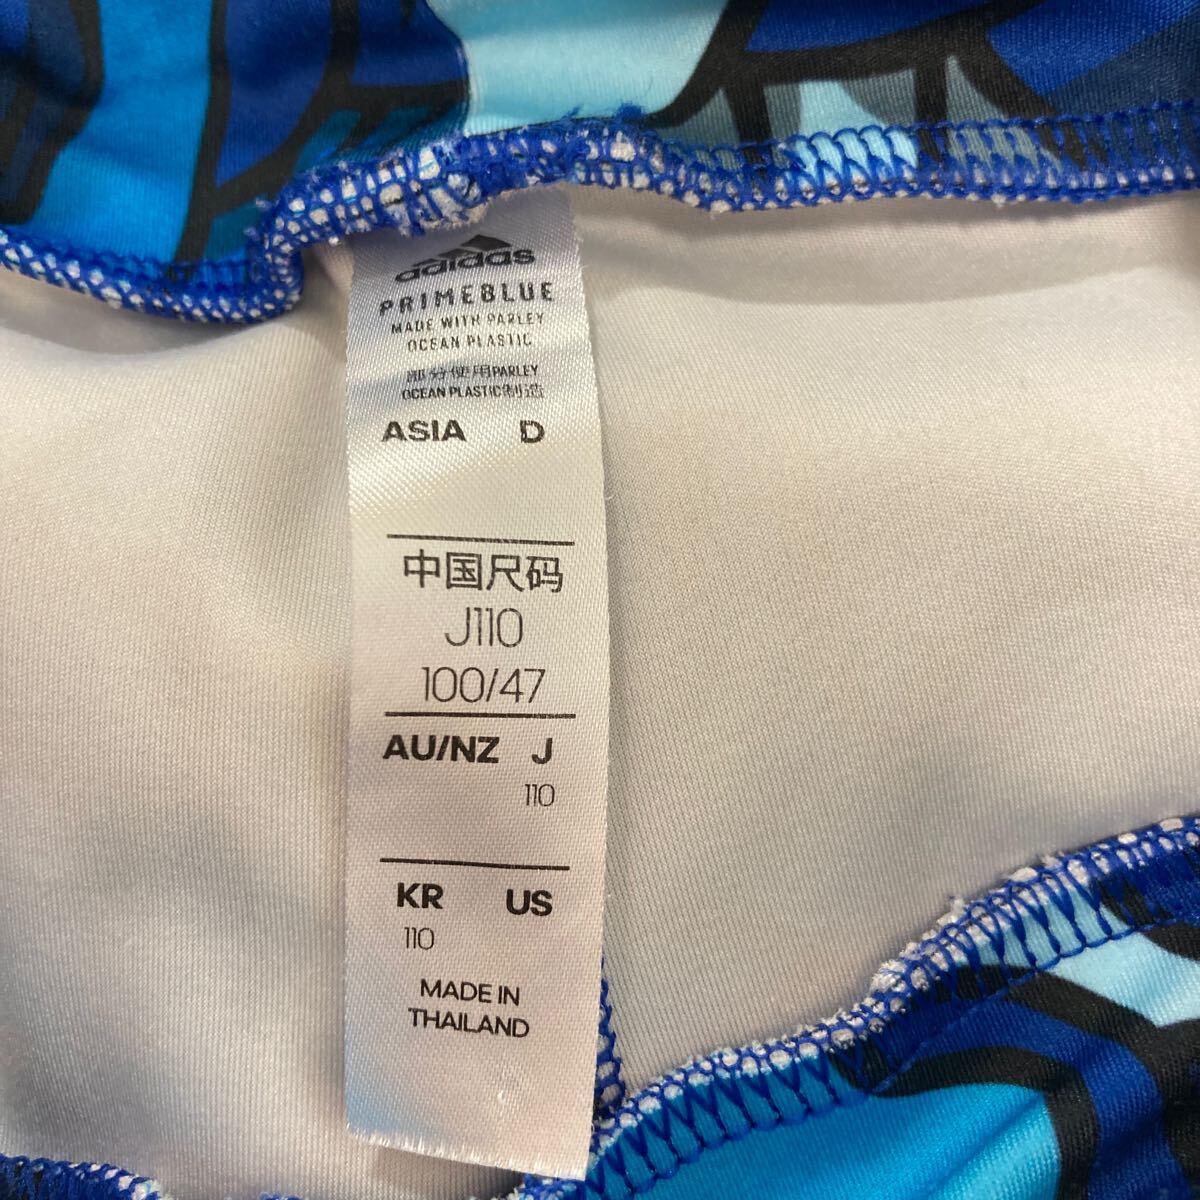 adidas
PRIMEBLUE
MADE WITH PARLEY
OCEAN PLASTIC
部分使用PARLEY
OCEAN PLASTIC制造
ASIA D
中国尺码
J110
100/47
AU/NZ J
110
KR US
110
MADE IN
THAILAND